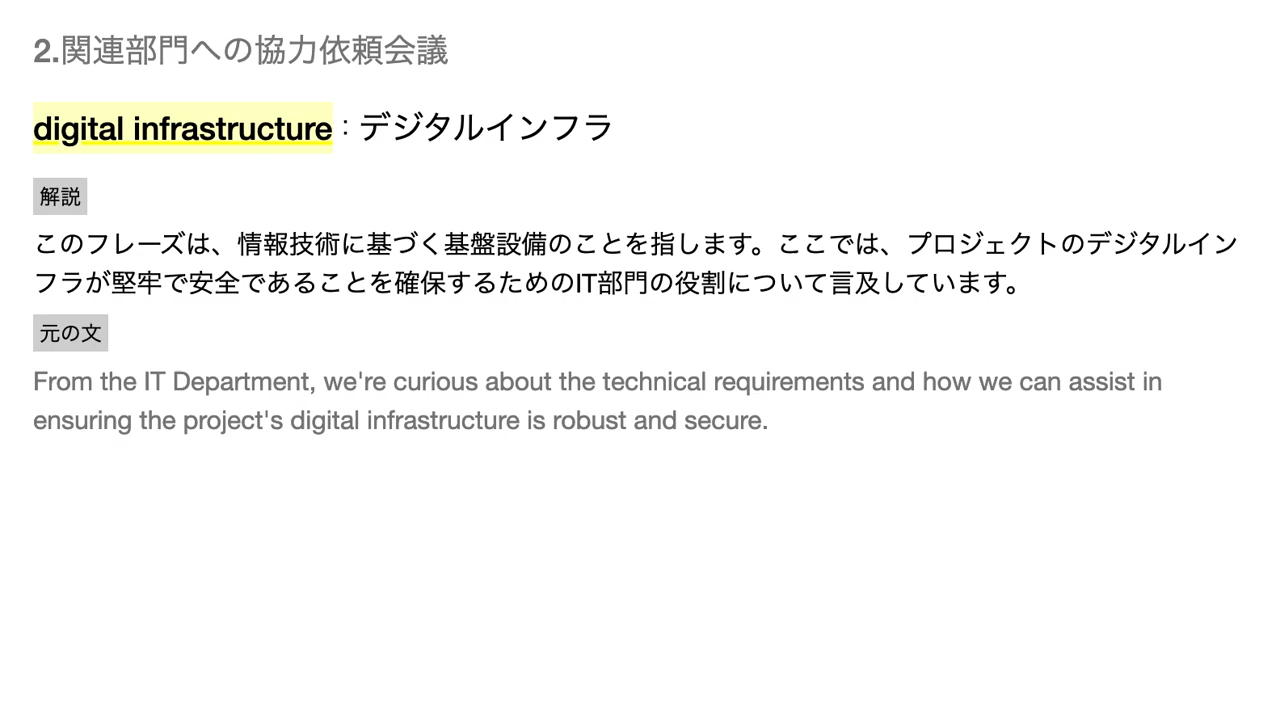 2.関連部門への協力依頼会議
digital infrastructure：デジタルインフラ
解説
このフレーズは、情報技術に基づく基盤設備のことを指します。ここでは、プロジェクトのデジタルイン
フラが堅牢で安全であることを確保するためのIT部門の役割について言及しています。
元の文
From the IT Department, we're curious about the technical requirements and how we can assist in
ensuring the project's digital infrastructure is robust and secure.